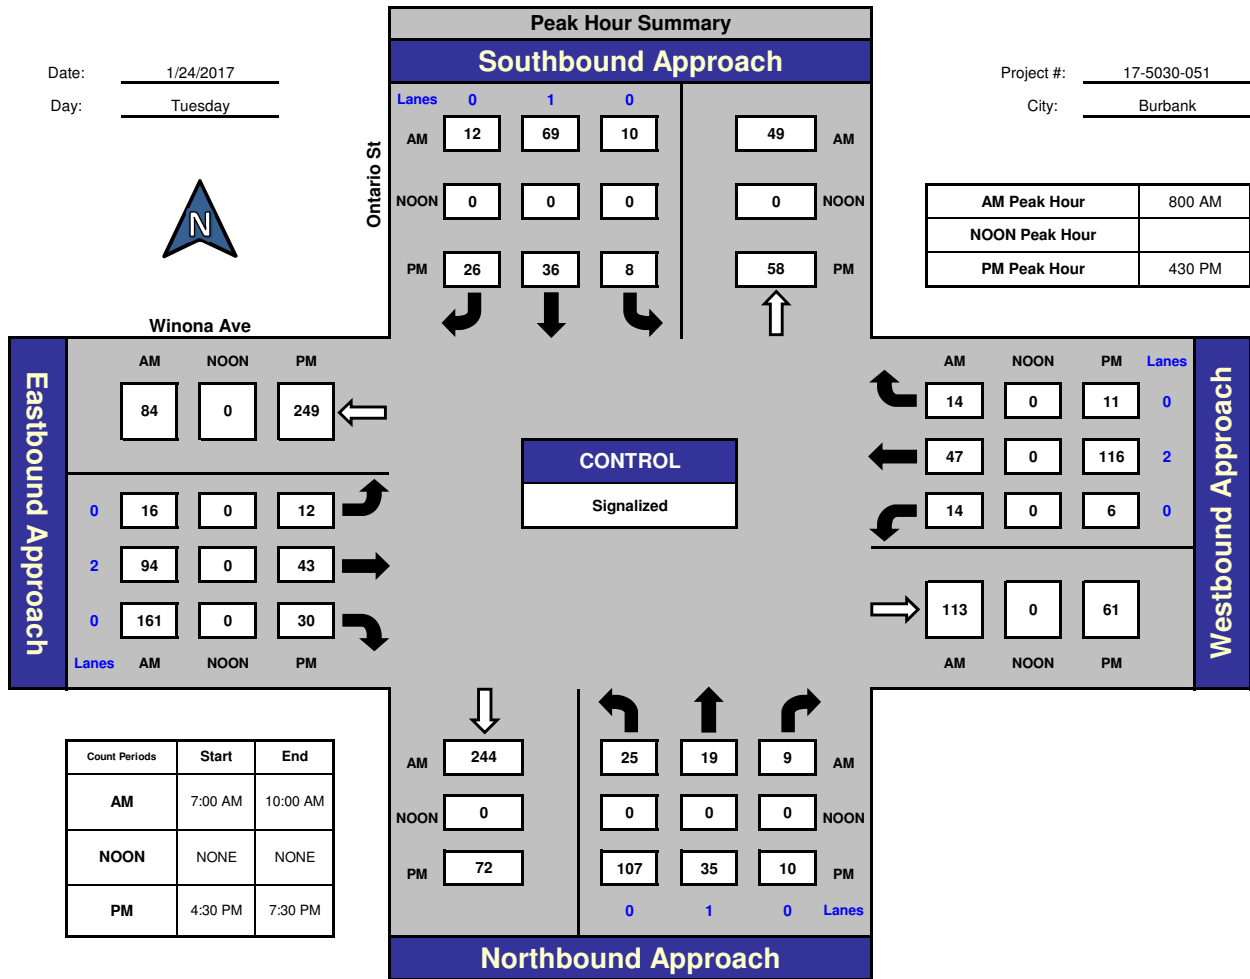 Peak Hour Summary
Southbound Approach
Date: 1/24/2017
Day: Tuesday
Project #: 17-5030-051
City: Burbank
Lanes 0 1 0
AM 12 69 10 49 AM
Ontario St
NOON 0 0 0 0 NOON
PM 26 36 8 58 PM
N
AM Peak Hour 800 AM
NOON Peak Hour
PM Peak Hour 430 PM
Winona Ave
Eastbound Approach
AM NOON PM
84 0 249
0 16 0 12
2 94 0 43
0 161 0 30
Lanes AM NOON PM
CONTROL
Signalized
AM NOON PM Lanes
14 0 11 0
47 0 116 2
14 0 6 0
113 0 61
AM NOON PM
Westbound Approach
Count Periods Start End
AM 7:00 AM 10:00 AM
NOON NONE NONE
PM 4:30 PM 7:30 PM
AM 244 25 19 9 AM
NOON 0 0 0 0 NOON
PM 72 107 35 10 PM
0 1 0 Lanes
Northbound Approach